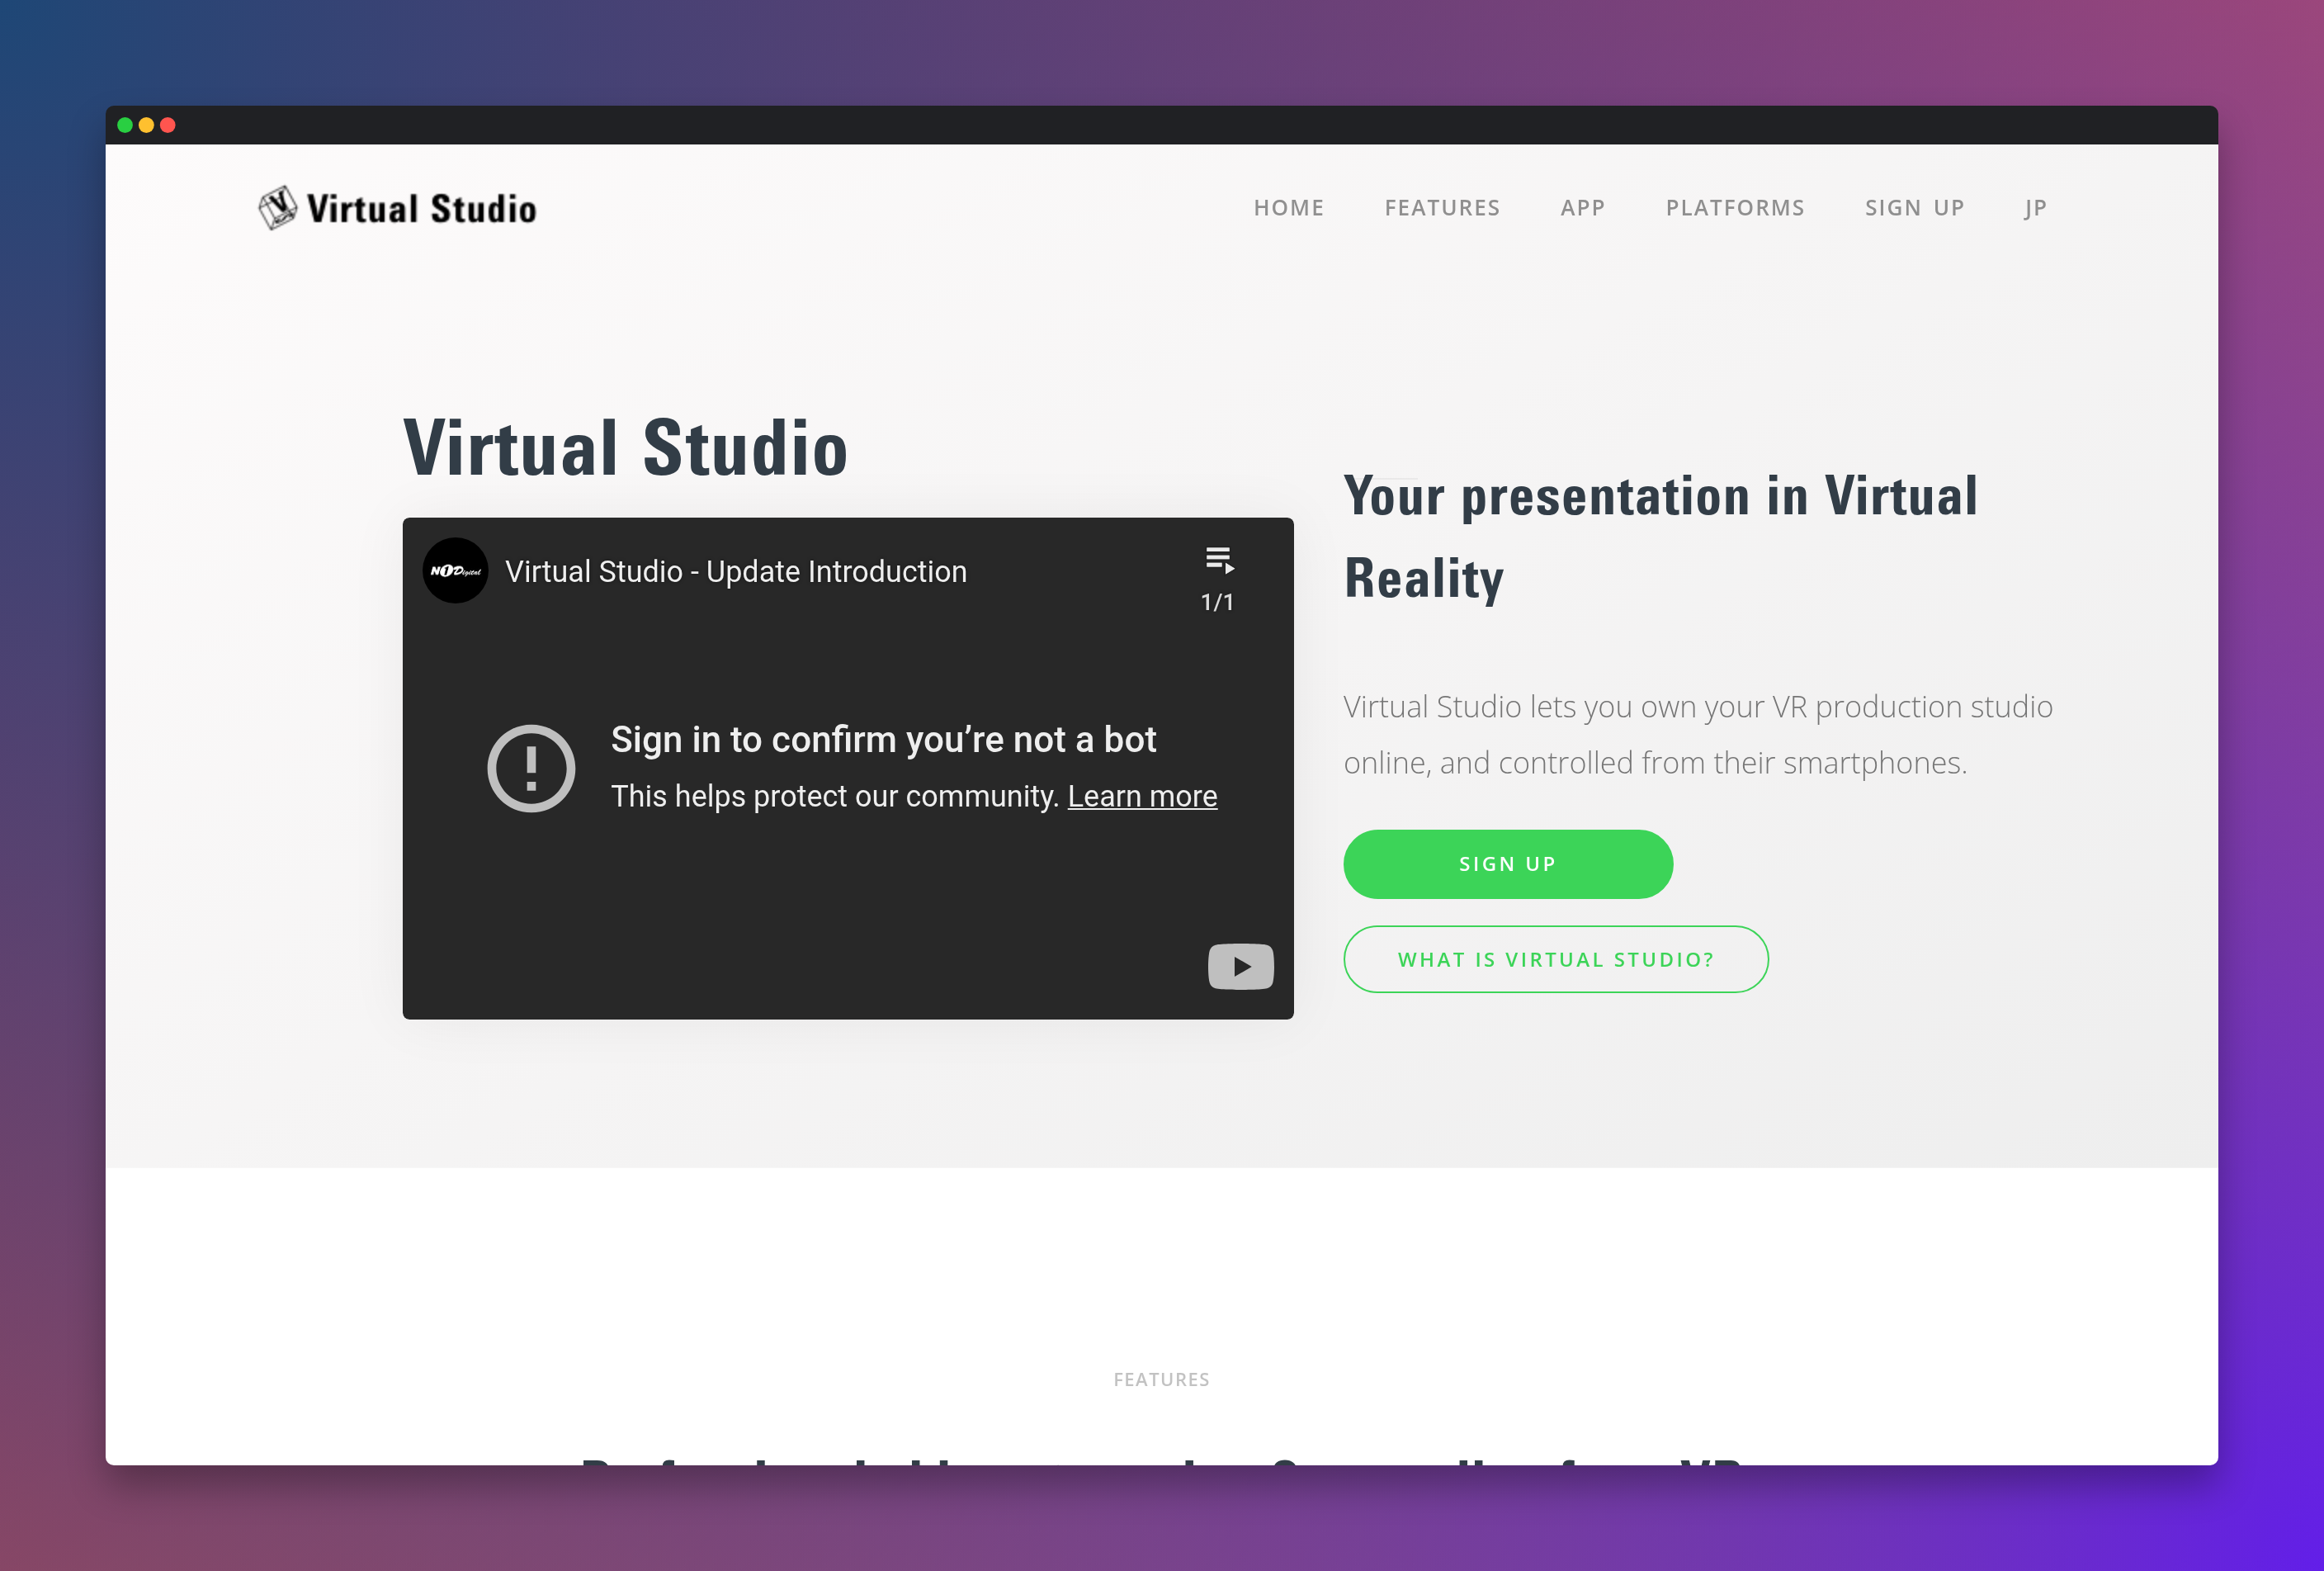 Virtual Studio
HOME FEATURES APP PLATFORMS SIGN UP JP
Virtual Studio
N1Digital
Virtual Studio - Update Introduction
1/1
Sign in to confirm you’re not a bot
This helps protect our community. Learn more
Your presentation in Virtual
Reality
Virtual Studio lets you own your VR production studio
online, and controlled from their smartphones.
SIGN UP
WHAT IS VIRTUAL STUDIO?
FEATURES